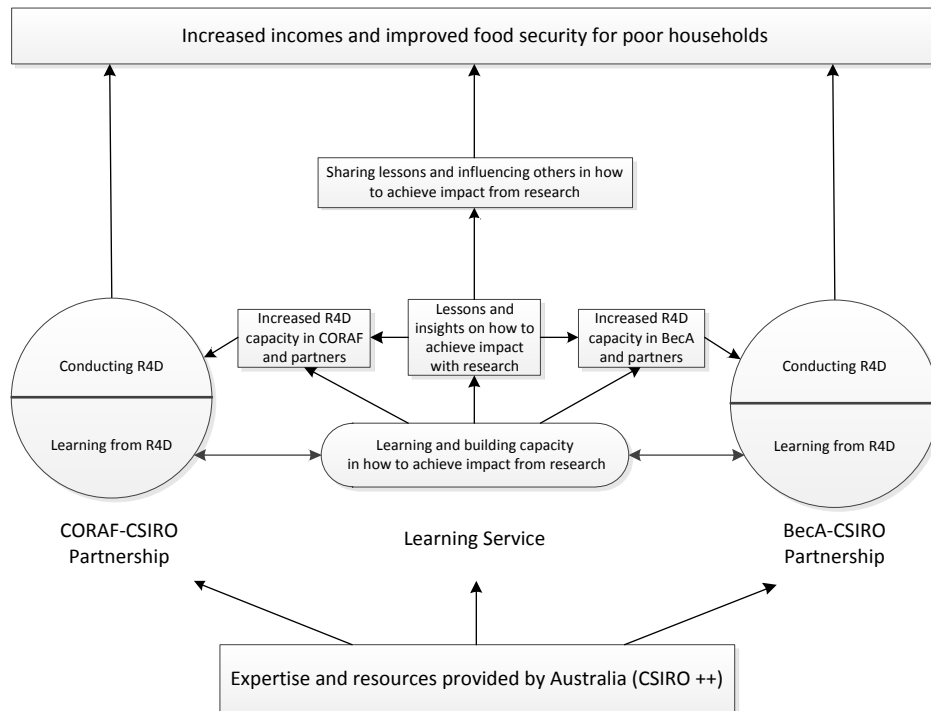 Increased incomes and improved food security for poor households
Sharing lessons and influencing others in how
to achieve impact from research
Increased R4D
capacity in CORAF
and partners
Lessons and
insights on how to
achieve impact
with research
Increased R4D
capacity in BecA
and partners
Conducting R4D
Learning from R4D
Learning and building capacity
in how to achieve impact from research
Conducting R4D
Learning from R4D
CORAF-CSIRO
Partnership
Learning Service
BecA-CSIRO
Partnership
Expertise and resources provided by Australia (CSIRO ++)